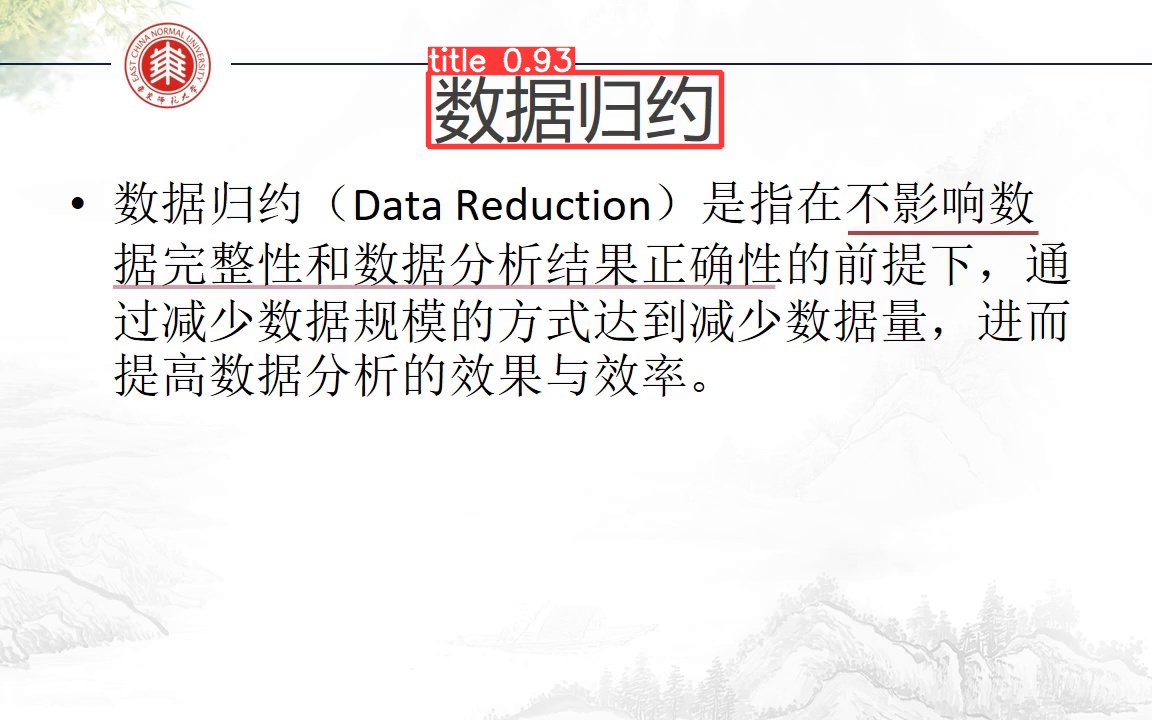 EAST CHINA NORMAL UNIVERSITY
华东师范大学
title 0.93
数据归约
• 数据归约（Data Reduction）是指在不影响数
据完整性和数据分析结果正确性的前提下，通
过减少数据规模的方式达到减少数据量，进而
提高数据分析的效果与效率。